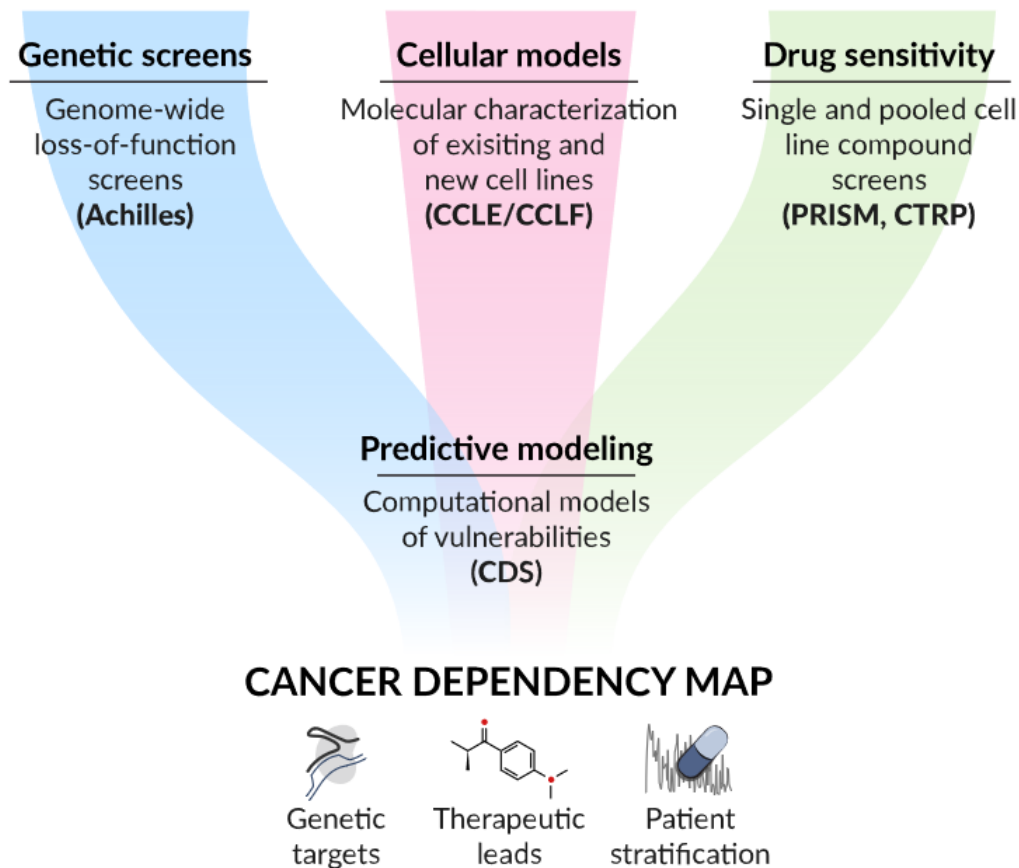 Genetic screens
Genome-wide
loss-of-function
screens
(Achilles)
Cellular models
Molecular characterization
of exisiting and
new cell lines
(CCLE/CCLF)
Drug sensitivity
Single and pooled cell
line compound
screens
(PRISM, CTRP)
Predictive modeling
Computational models
of vulnerabilities
(CDS)
CANCER DEPENDENCY MAP
Genetic
targets
Therapeutic
leads
Patient
stratification